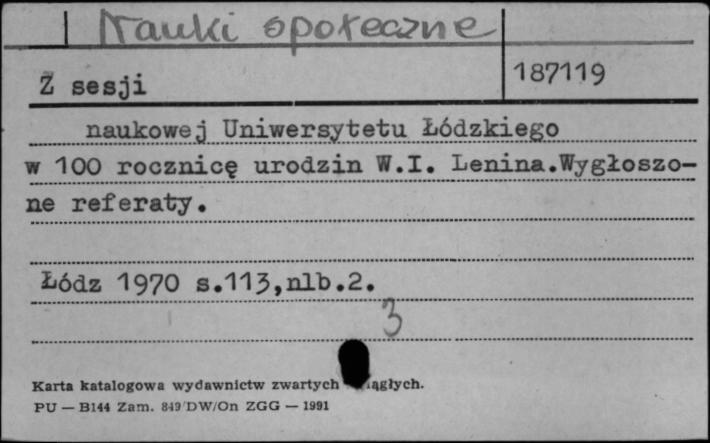 Nauki społeczne
187119
Z sesji
naukowej Uniwersytetu Łódzkiego
w 100 rocznicę urodzin W.I. Lenina.Wygłoszo-
ne referaty.
Łódz 1970 s.113,nlb.2.
3
Karta katalogowa wydawnictw zwartych
PU — B144 Zam. 849/DW/On ZGG — 1991